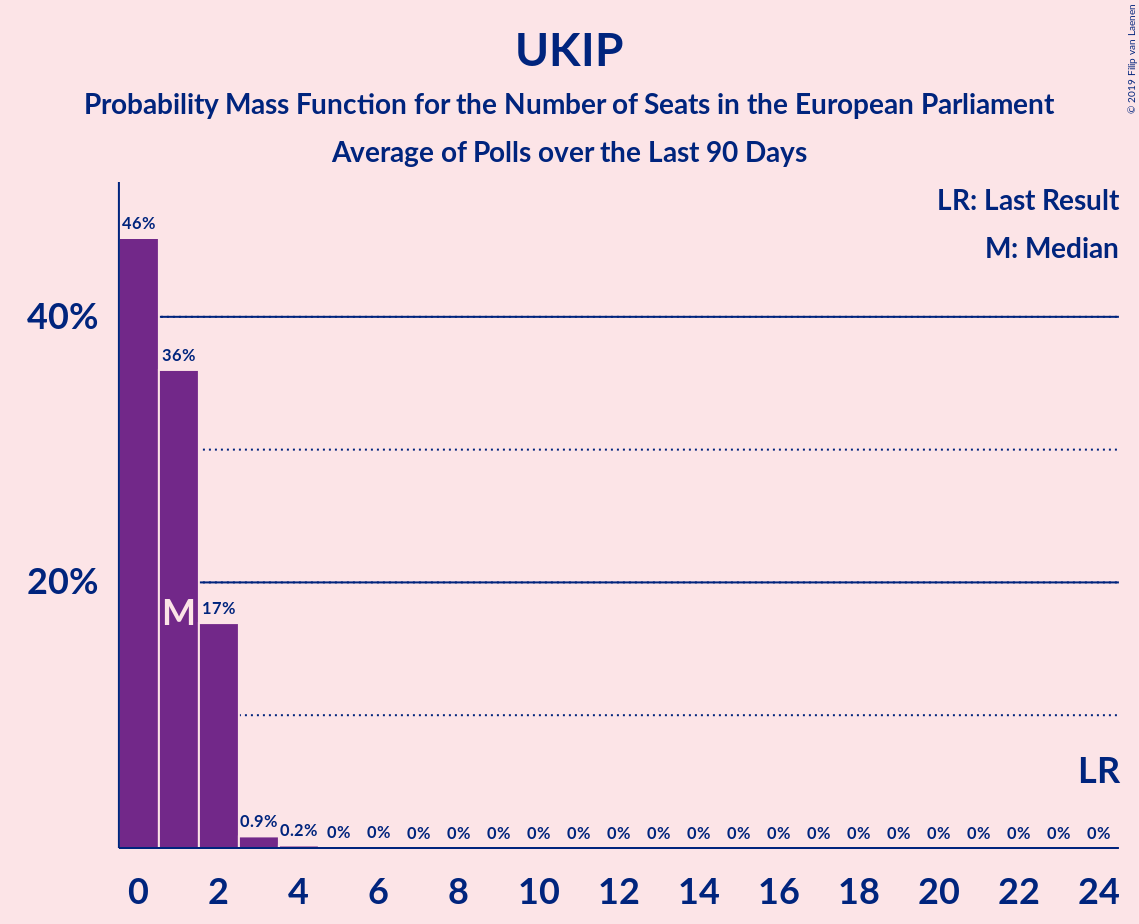 UKIP
Probability Mass Function for the Number of Seats in the European Parliament
Average of Polls over the Last 90 Days
© 2019 Filip van Laenen
LR: Last Result
M: Median
46%
40%
36%
20%
M
17%
LR
0.9%
0.2%
0% 0% 0% 0% 0% 0% 0% 0% 0% 0% 0% 0% 0% 0% 0% 0% 0% 0% 0% 0%
0 2 4 6 8 10 12 14 16 18 20 22 24